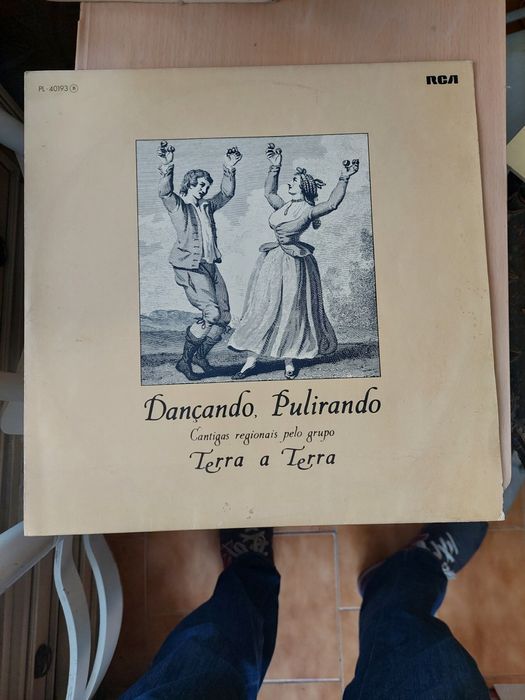 PL-40193 Ⓡ
RCA
Dançando, Pulirando
Cantigas regionais pelo grupo
Terra a Terra